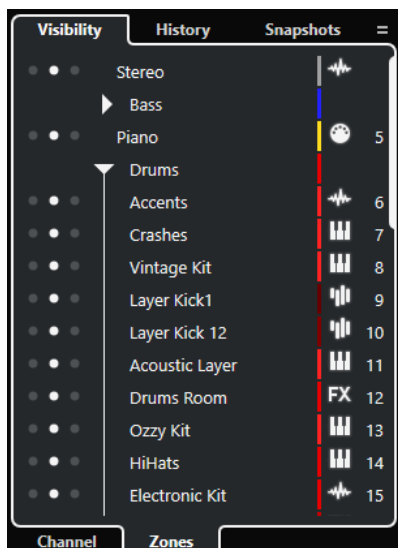 Visibility History Snapshots
Stereo
Bass
Piano 5
Drums
Accents 6
Crashes 7
Vintage Kit 8
Layer Kick1 9
Layer Kick 12 10
Acoustic Layer 11
Drums Room FX 12
Ozzy Kit 13
HiHats 14
Electronic Kit 15
Channel Zones